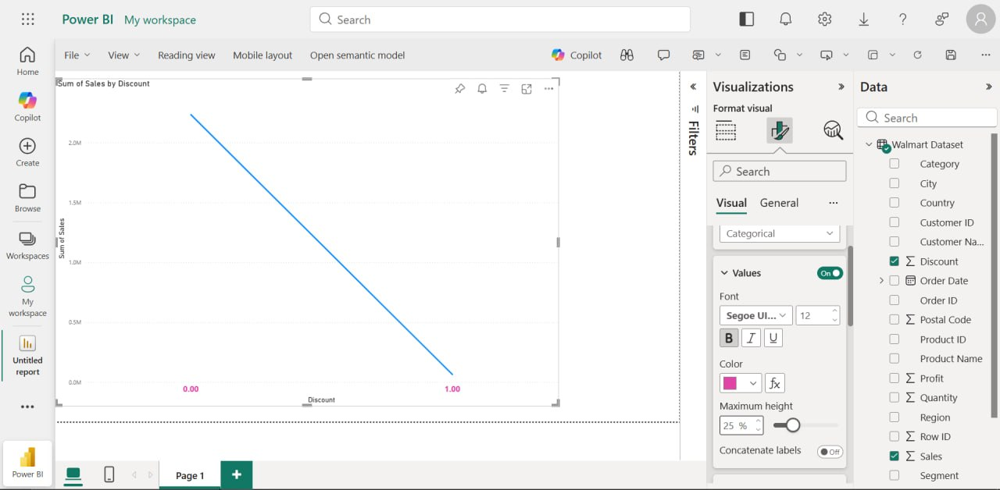 Power BI My workspace
Search
File View Reading view Mobile layout Open semantic model
Copilot
Home
Copilot
Create
Browse
Workspaces
My
workspace
Untitled
report
Power BI
Sum of Sales by Discount
2.0M
1.5M
1.0M
0.5M
0.0M
Sum of Sales
0.00 1.00
Discount
Page 1
Filters
Visualizations
Format visual
Search
Visual General
Categorical
Values On
Font
Segoe UI... 12
B I U
Color
fx
Maximum height
25 %
Concatenate labels Off
Data
Search
Walmart Dataset
Category
City
Country
Customer ID
Customer Na...
Discount
Order Date
Order ID
Postal Code
Product ID
Product Name
Profit
Quantity
Region
Row ID
Sales
Segment